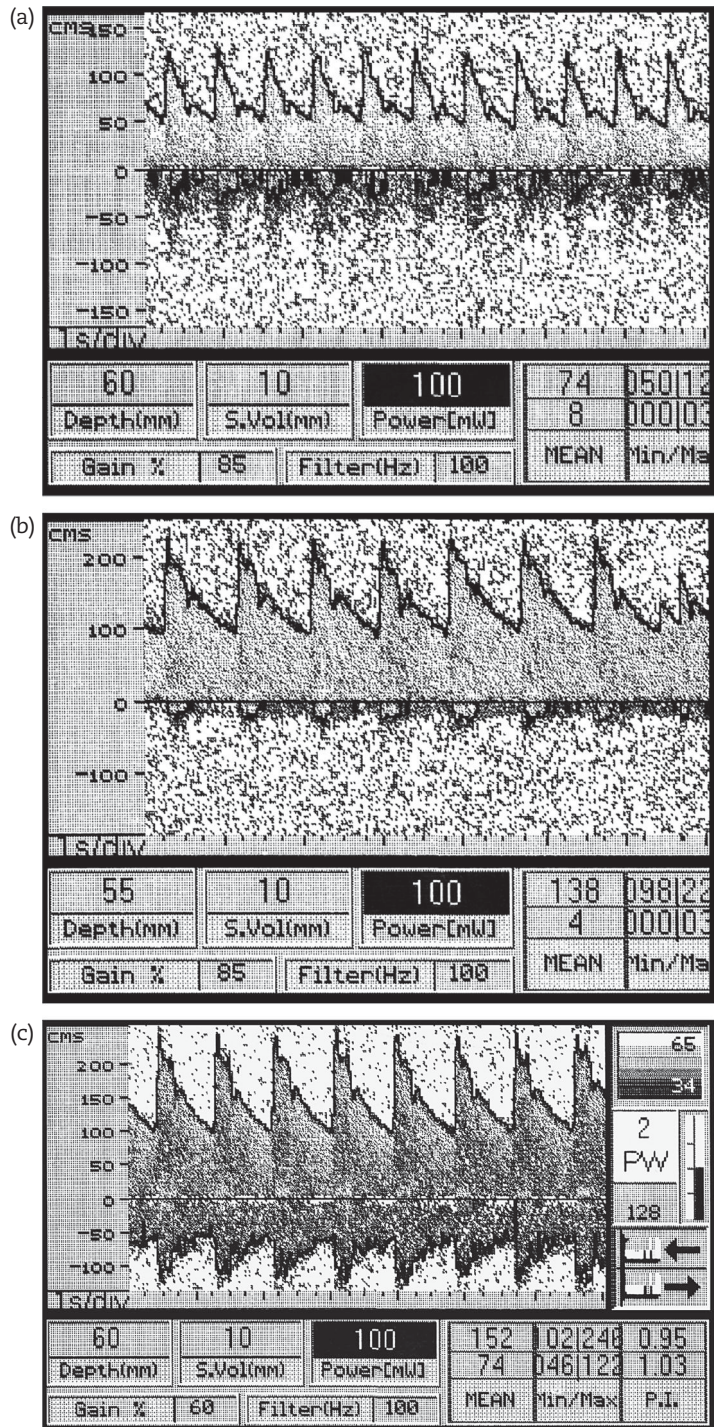 (a)
cms 150
100
50
0
-50
-100
-150
1s/div
60 10 100 74 050|12
Depth(mm) S.Vol(mm) Power[mW] 8 000|03
Gain % 85 Filter(Hz) 100 MEAN Min/Ma
(b)
cms
200
100
0
-100
1s/div
55 10 100 138 098|22
Depth(mm) S.Vol(mm) Power[mW] 4 000|03
Gain % 85 Filter(Hz) 100 MEAN Min/Ma
(c)
cms
200
150
100
50
0
-50
-100
1s/div
65
34
2
PW
128
60 10 100 152 102|246 0.95
Depth(mm) S.Vol(mm) Power[mW] 74 046|122 1.03
Gain % 60 Filter(Hz) 100 MEAN Min/Max P.I.